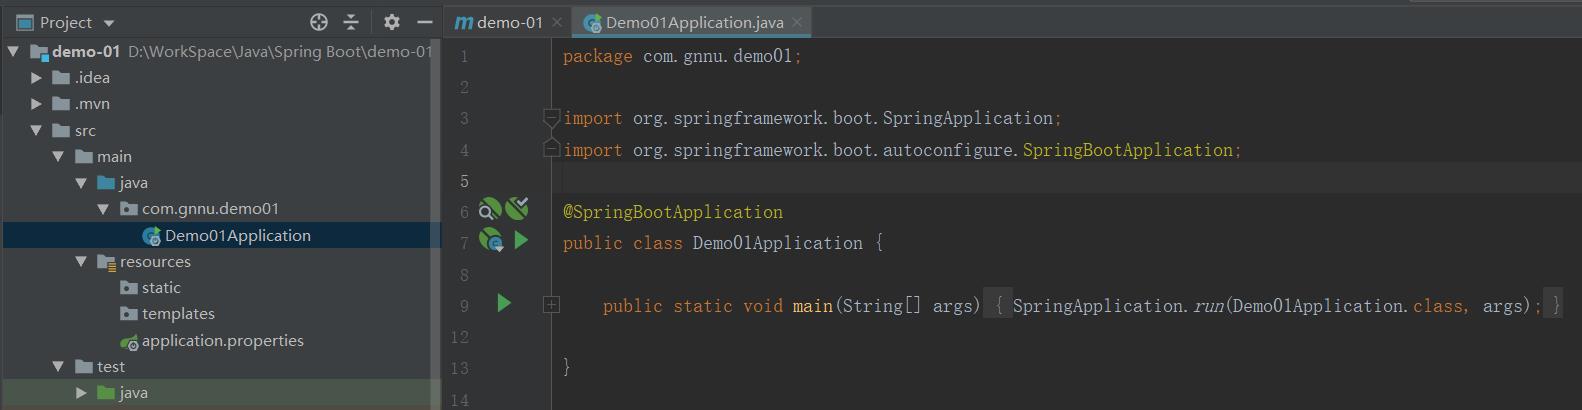 Project
demo-01 D:\WorkSpace\Java\Spring Boot\demo-01
.idea
.mvn
src
main
java
com.gnnu.demo01
Demo01Application
resources
static
templates
application.properties
test
java
m demo-01 × Demo01Application.java ×
1 package com.gnnu.demo01;
2
3 import org.springframework.boot.SpringApplication;
4 import org.springframework.boot.autoconfigure.SpringBootApplication;
5
6 @SpringBootApplication
7 public class Demo01Application {
8
9 public static void main(String[] args) { SpringApplication.run(Demo01Application.class, args); }
12
13 }
14